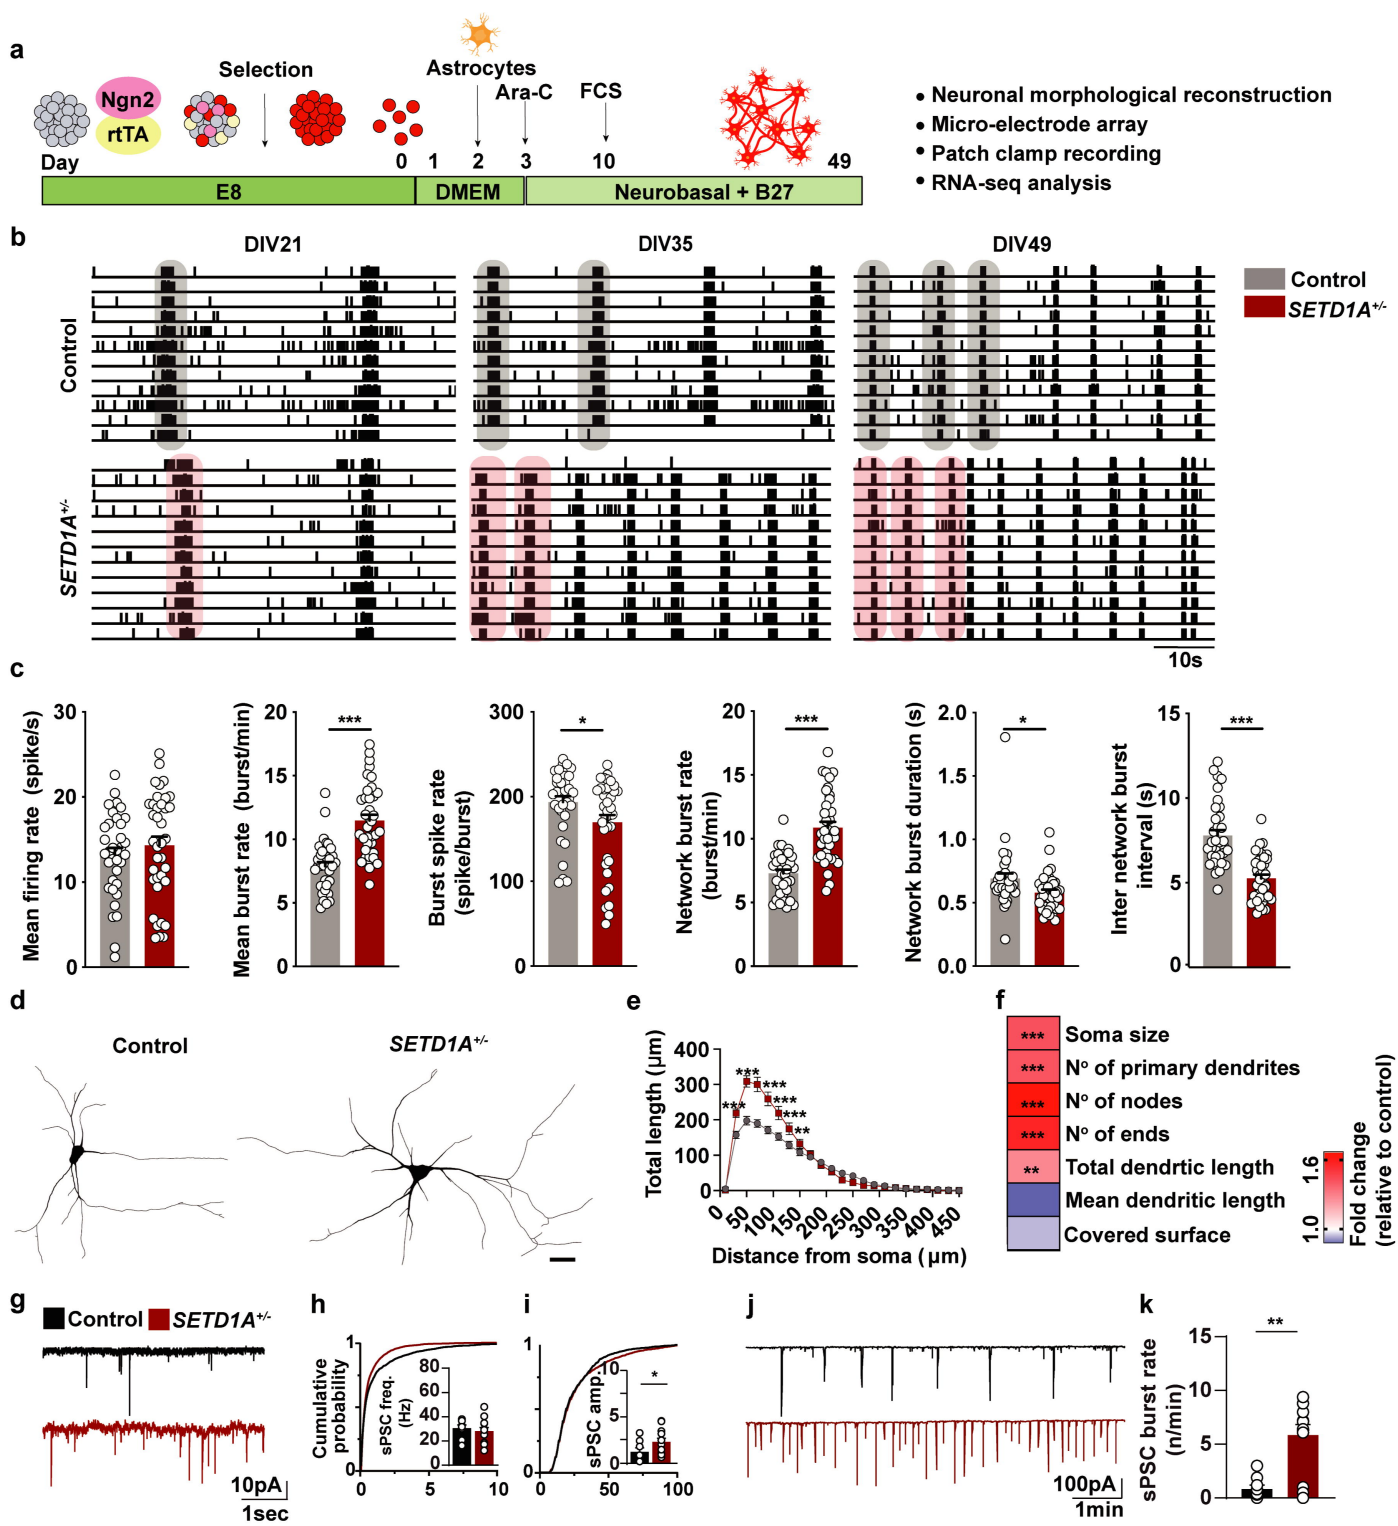 a
Ngn2
rtTA
Selection
Astrocytes
Ara-C
FCS
Day
0
1
2
3
10
49
E8
DMEM
Neurobasal + B27
• Neuronal morphological reconstruction
• Micro-electrode array
• Patch clamp recording
• RNA-seq analysis
b
DIV21
DIV35
DIV49
Control
SETD1A+/-
Control
SETD1A+/-
10s
c
Mean firing rate (spike/s)
30
20
10
0
Mean burst rate (burst/min)
20
15
10
5
0
***
Burst spike rate
(spike/burst)
300
200
100
0
*
Network burst rate
(burst/min)
20
15
10
5
0
***
Network burst duration (s)
2.0
1.5
1.0
0.5
0.0
*
Inter network burst
interval (s)
15
10
5
0
***
d
Control
SETD1A+/-
e
Total length (µm)
400
300
200
100
0
***
***
***
***
***
**
0
50
100
150
200
250
300
350
400
450
Distance from soma (µm)
f
*** Soma size
*** Nº of primary dendrites
*** Nº of nodes
*** Nº of ends
** Total dendrtic length
Mean dendritic length
Covered surface
1.6
1.0
Fold change
(relative to control)
g
Control
SETD1A+/-
10pA
1sec
h
Cumulative
probability
1
0
0
5
10
sPSC freq.
(Hz)
80
60
40
20
0
i
1
0
0
50
100
sPSC amp.
10
5
0
*
j
100pA
1min
k
sPSC burst rate
(n/min)
15
10
5
0
**